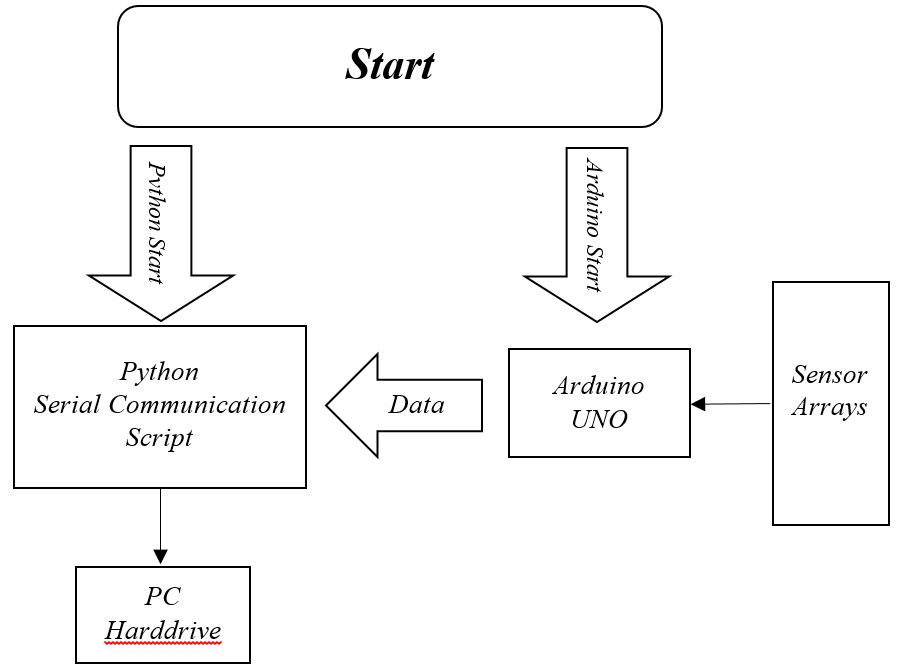 Start
Python Start
Arduino Start
Python
Serial Communication
Script
Data
Arduino
UNO
Sensor
Arrays
PC
Harddrive